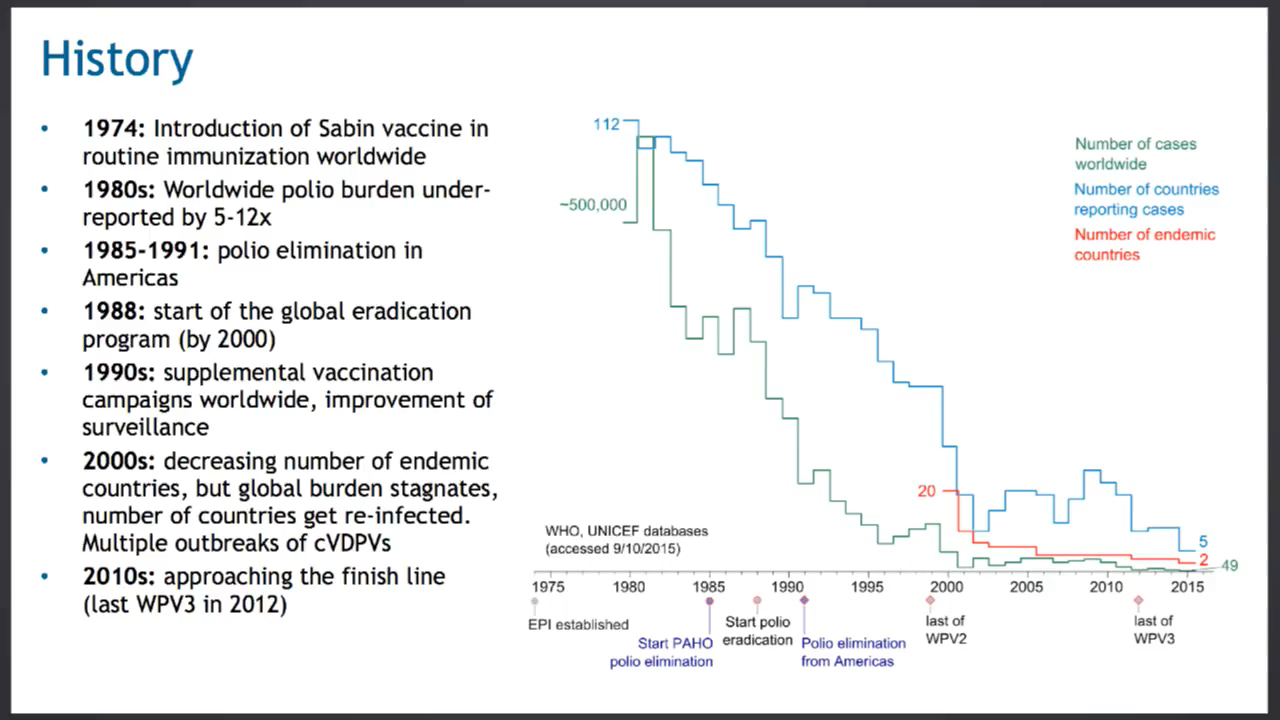 History
• 1974: Introduction of Sabin vaccine in
routine immunization worldwide
• 1980s: Worldwide polio burden under-
reported by 5-12x
• 1985-1991: polio elimination in
Americas
• 1988: start of the global eradication
program (by 2000)
• 1990s: supplemental vaccination
campaigns worldwide, improvement of
surveillance
• 2000s: decreasing number of endemic
countries, but global burden stagnates,
number of countries get re-infected.
Multiple outbreaks of cVDPVs
• 2010s: approaching the finish line
(last WPV3 in 2012)
112
~500,000
Number of cases
worldwide
Number of countries
reporting cases
Number of endemic
countries
20
WHO, UNICEF databases
(accessed 9/10/2015)
5
2
49
1975 1980 1985 1990 1995 2000 2005 2010 2015
EPI established
Start PAHO
polio elimination
Start polio
eradication
Polio elimination
from Americas
last of
WPV2
last of
WPV3